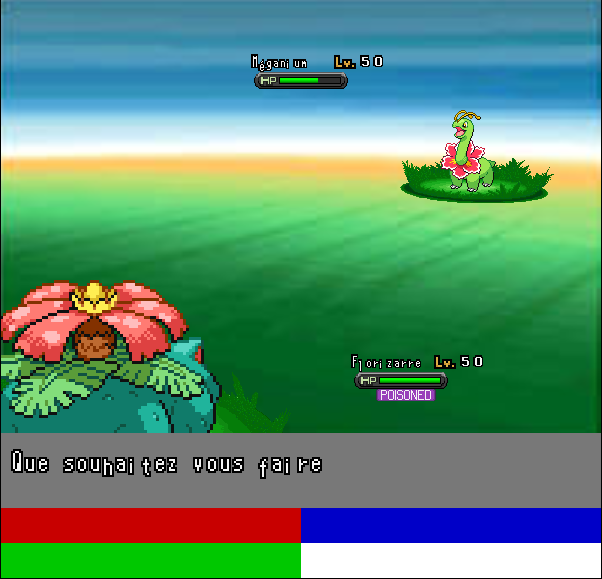 Méganium Lv. 50
HP
Florizarre Lv. 50
HP
POISONED
Que souhaitez vous faire